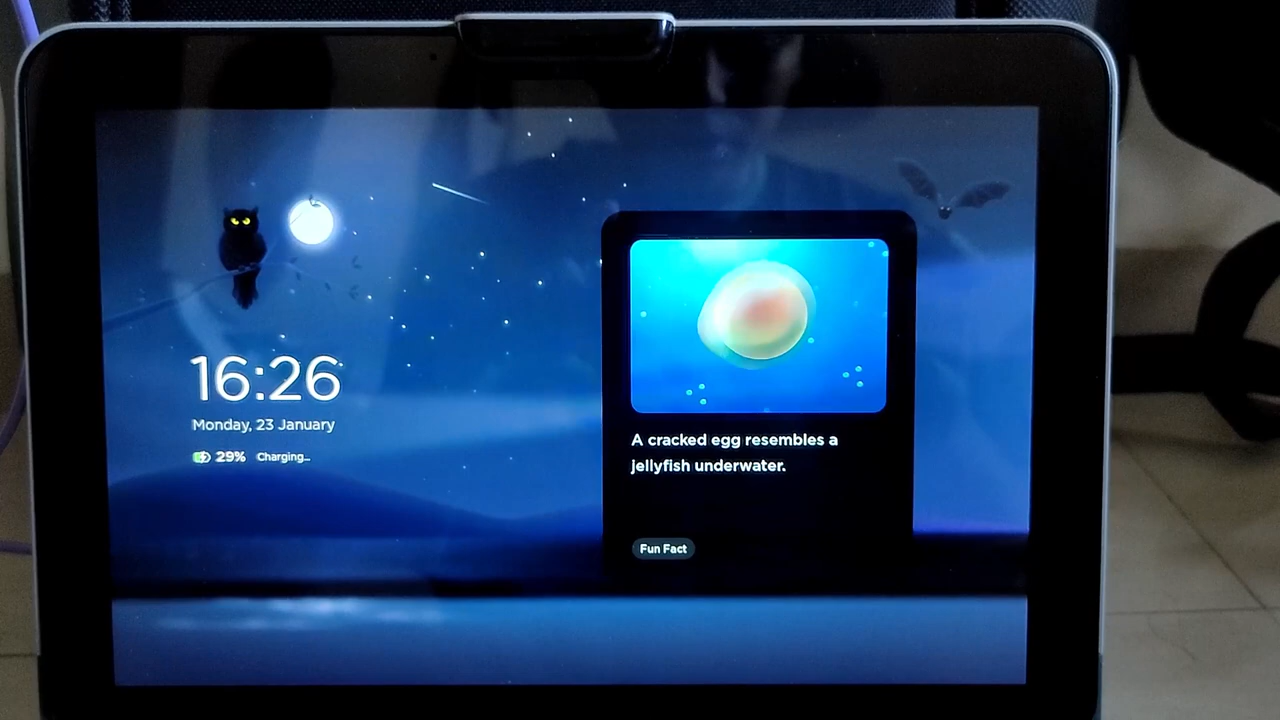 16:26
Monday, 23 January
29% Charging...
A cracked egg resembles a
jellyfish underwater.
Fun Fact